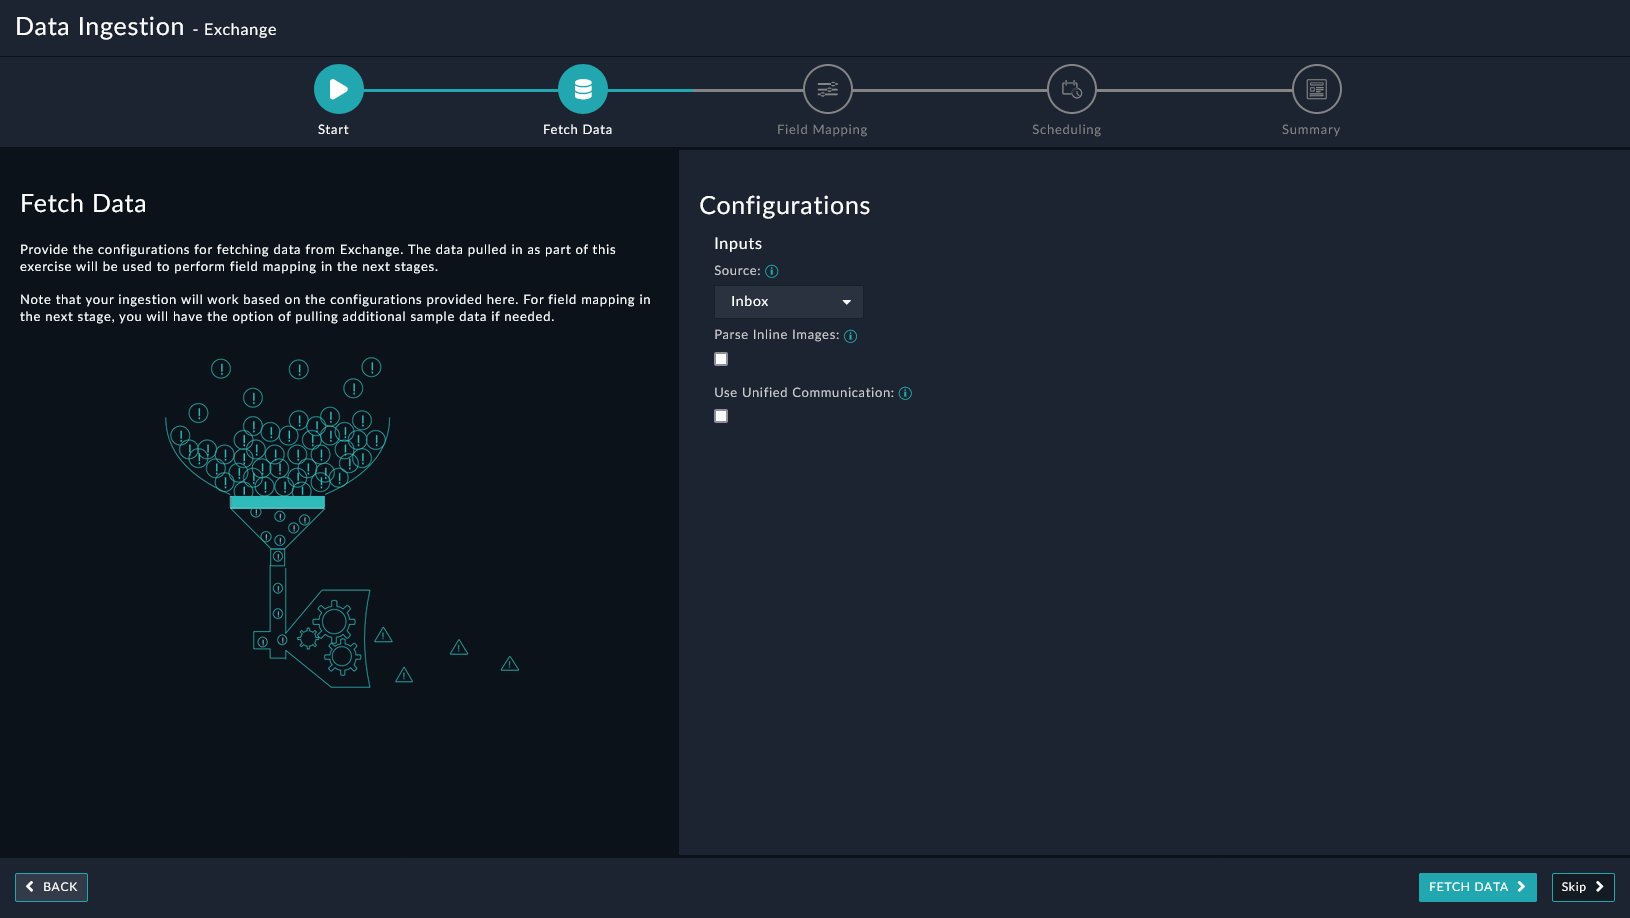 Data Ingestion - Exchange
Start
Fetch Data
Field Mapping
Scheduling
Summary
Fetch Data
Provide the configurations for fetching data from Exchange. The data pulled in as part of this
exercise will be used to perform field mapping in the next stages.
Note that your ingestion will work based on the configurations provided here. For field mapping in
the next stage, you will have the option of pulling additional sample data if needed.
Configurations
Inputs
Source:
Inbox
Parse Inline Images:
Use Unified Communication:
BACK
FETCH DATA
Skip